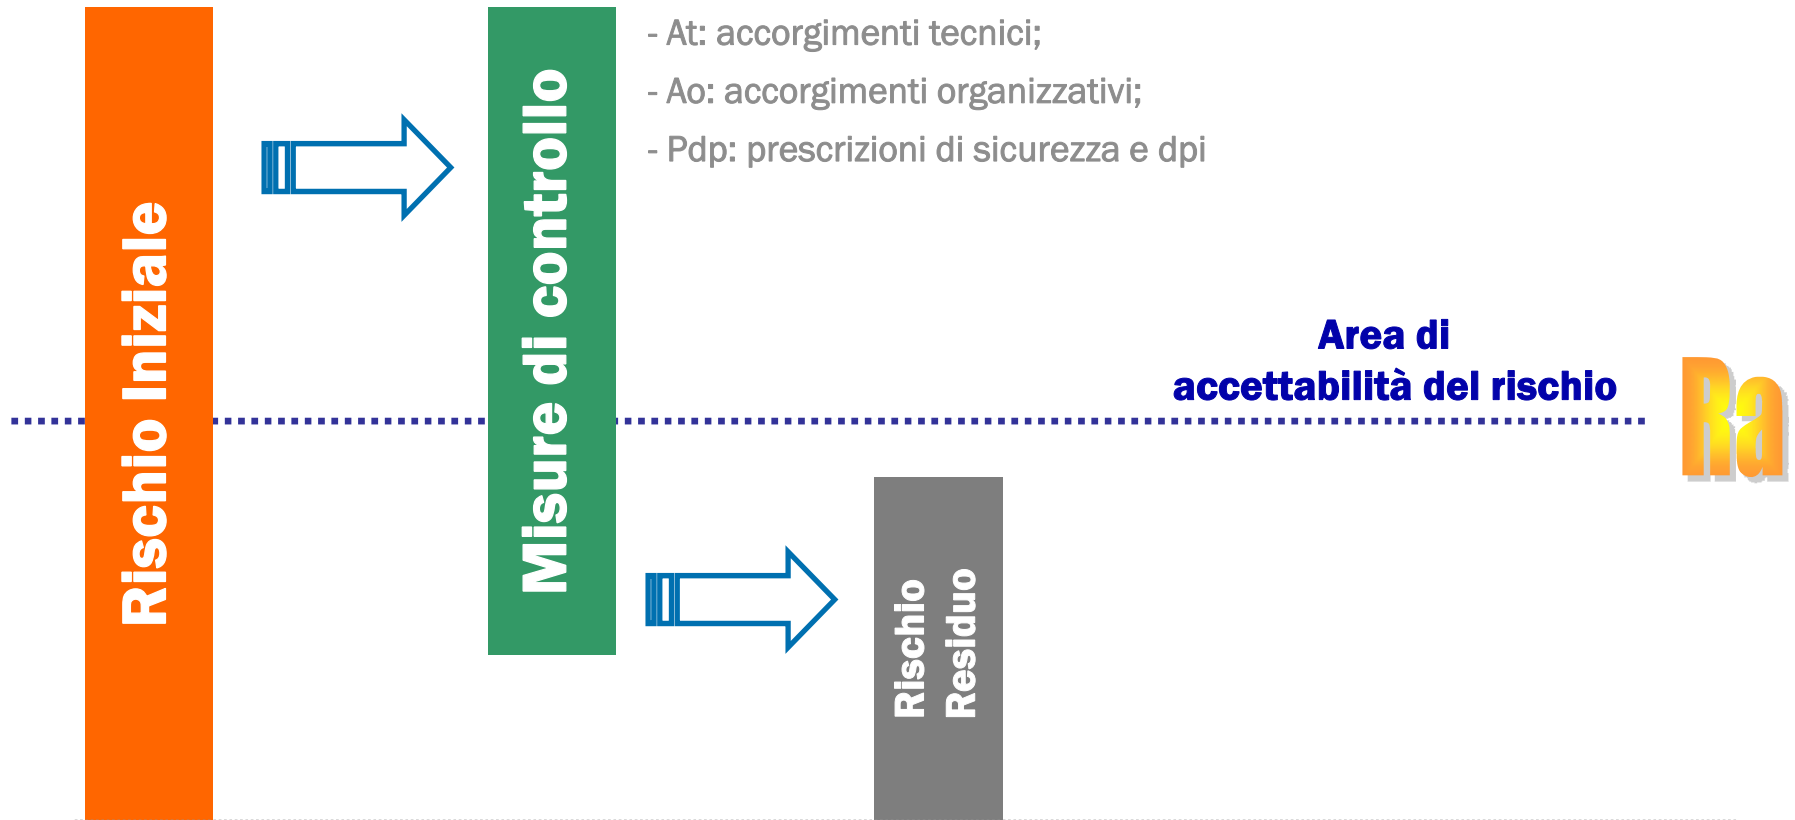 Rischio Iniziale
Misure di controllo
- At: accorgimenti tecnici;
- Ao: accorgimenti organizzativi;
- Pdp: prescrizioni di sicurezza e dpi
Area di
accettabilità del rischio
Ra
Rischio
Residuo